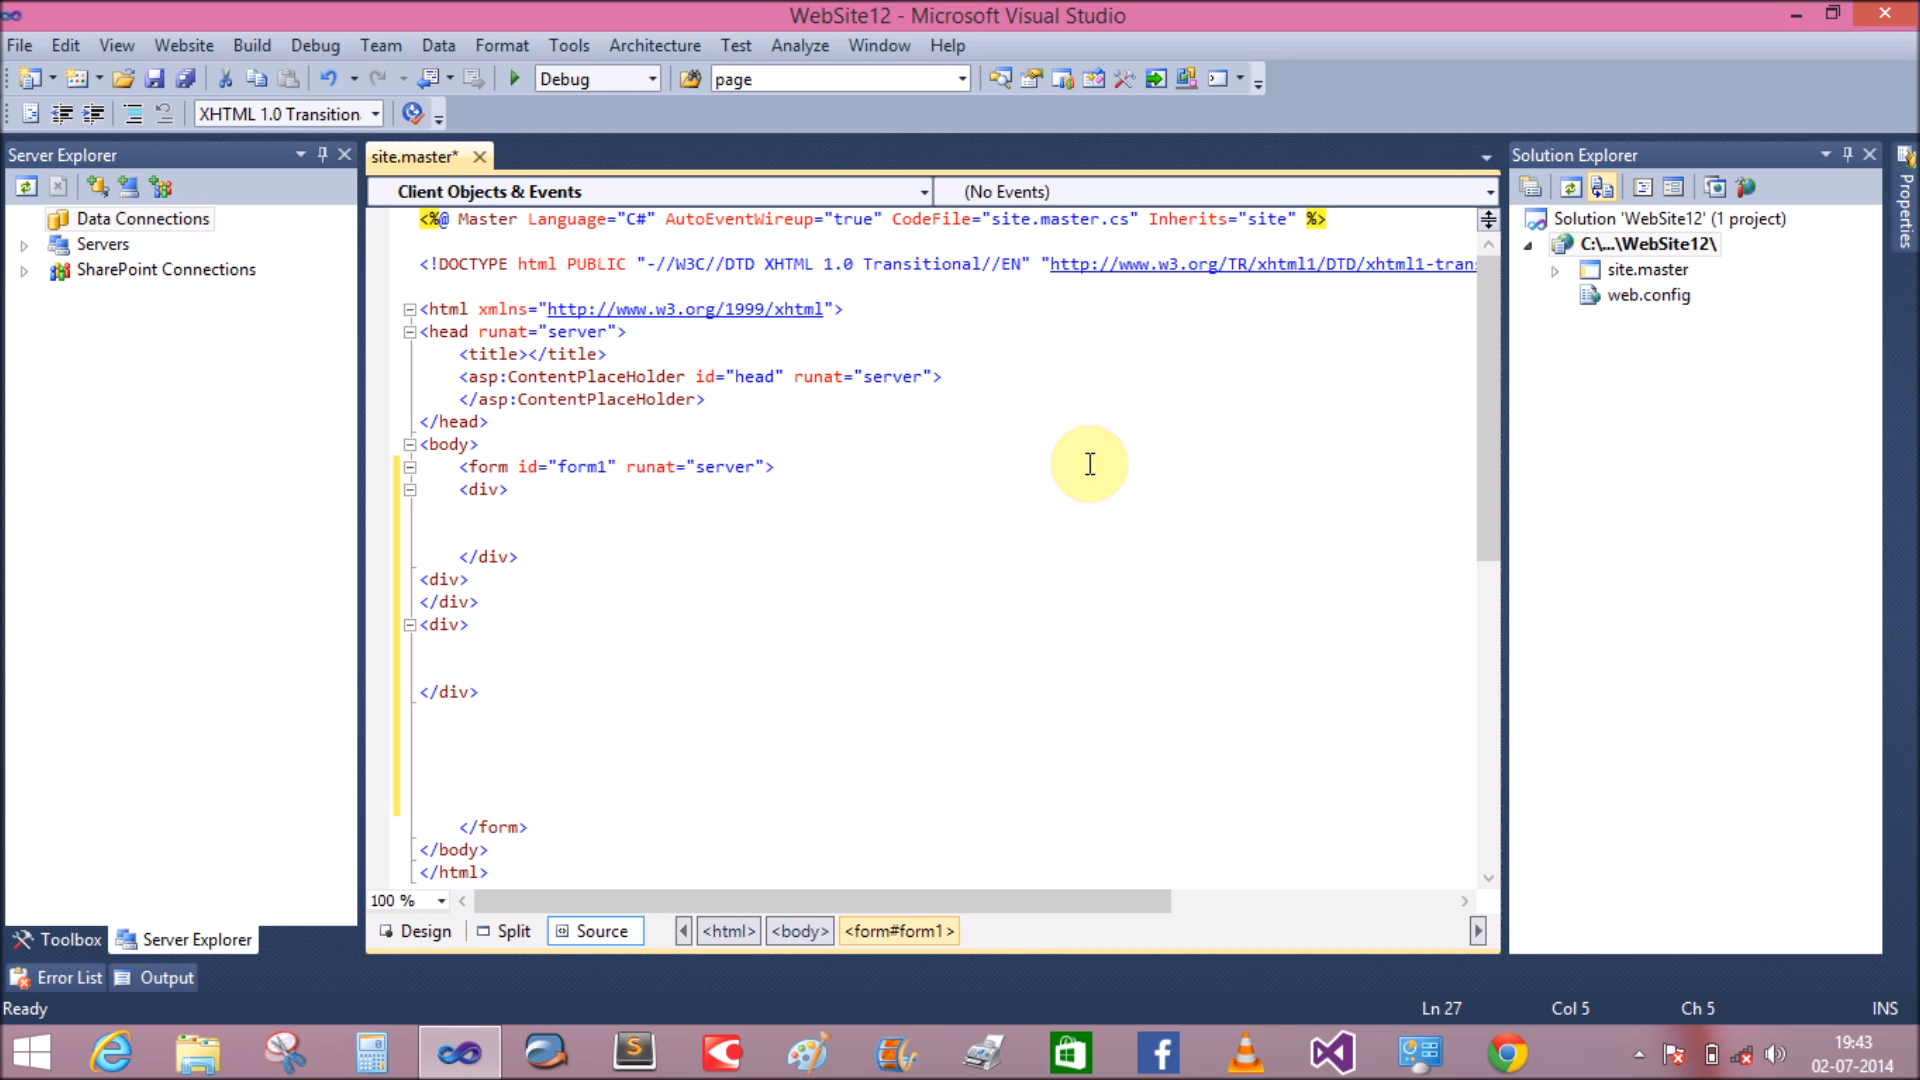 WebSite12 - Microsoft Visual Studio
File Edit View Website Build Debug Team Data Format Tools Architecture Test Analyze Window Help
Debug page
XHTML 1.0 Transition
Server Explorer
Data Connections
Servers
SharePoint Connections
site.master*
Client Objects & Events (No Events)
<%@ Master Language="C#" AutoEventWireup="true" CodeFile="site.master.cs" Inherits="site" %>
<!DOCTYPE html PUBLIC "-//W3C//DTD XHTML 1.0 Transitional//EN" "http://www.w3.org/TR/xhtml1/DTD/xhtml1-tran
<html xmlns="http://www.w3.org/1999/xhtml">
<head runat="server">
<title></title>
<asp:ContentPlaceHolder id="head" runat="server">
</asp:ContentPlaceHolder>
</head>
<body>
<form id="form1" runat="server">
<div>
</div>
<div>
</div>
<div>
</div>
</form>
</body>
</html>
100 %
Design Split Source <html> <body> <form#form1>
Solution Explorer
Solution 'WebSite12' (1 project)
C:\...\WebSite12\
site.master
web.config
Properties
Toolbox Server Explorer
Error List Output
Ready Ln 27 Col 5 Ch 5 INS
19:43
02-07-2014